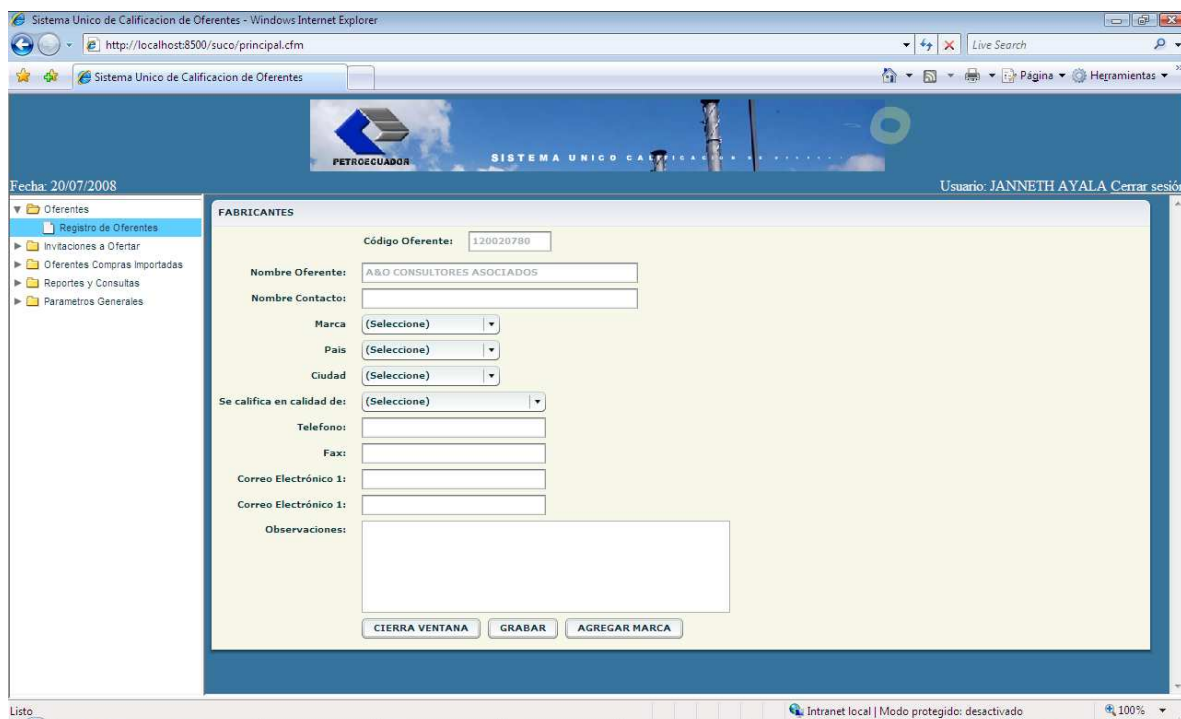 Sistema Unico de Calificacion de Oferentes - Windows Internet Explorer
http://localhost:8500/suco/principal.cfm
Live Search
Sistema Unico de Calificacion de Oferentes
Página
Herramientas
PETROECUADOR
SISTEMA UNICO
Fecha: 20/07/2008
Usuario: JANNETH AYALA Cerrar sesión
Oferentes
Registro de Oferentes
Invitaciones a Ofertar
Oferentes Compras Importadas
Reportes y Consultas
Parametros Generales
FABRICANTES
Código Oferente: 120020780
Nombre Oferente: A&O CONSULTORES ASOCIADOS
Nombre Contacto:
Marca (Seleccione)
Pais (Seleccione)
Ciudad (Seleccione)
Se califica en calidad de: (Seleccione)
Telefono:
Fax:
Correo Electrónico 1:
Correo Electrónico 1:
Observaciones:
CIERRA VENTANA GRABAR AGREGAR MARCA
Listo
Intranet local | Modo protegido: desactivado
100%